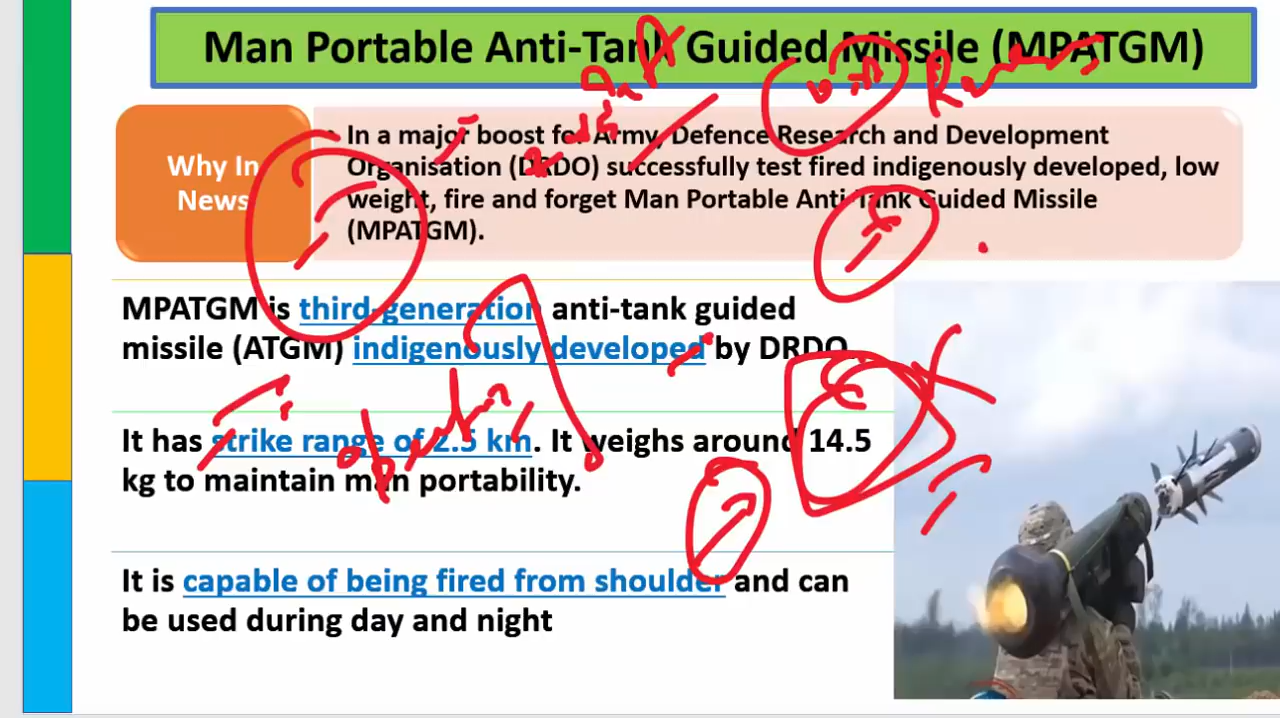 Man Portable Anti-Tank Guided Missile (MPATGM)
Why In
News
• In a major boost for Army, Defence Research and Development
Organisation (DRDO) successfully test fired indigenously developed, low
weight, fire and forget Man Portable Anti-Tank Guided Missile
(MPATGM).
MPATGM is third-generation anti-tank guided
missile (ATGM) indigenously developed by DRDO
It has strike range of 2.5 km. It weighs around 14.5
kg to maintain man portability.
It is capable of being fired from shoulder and can
be used during day and night